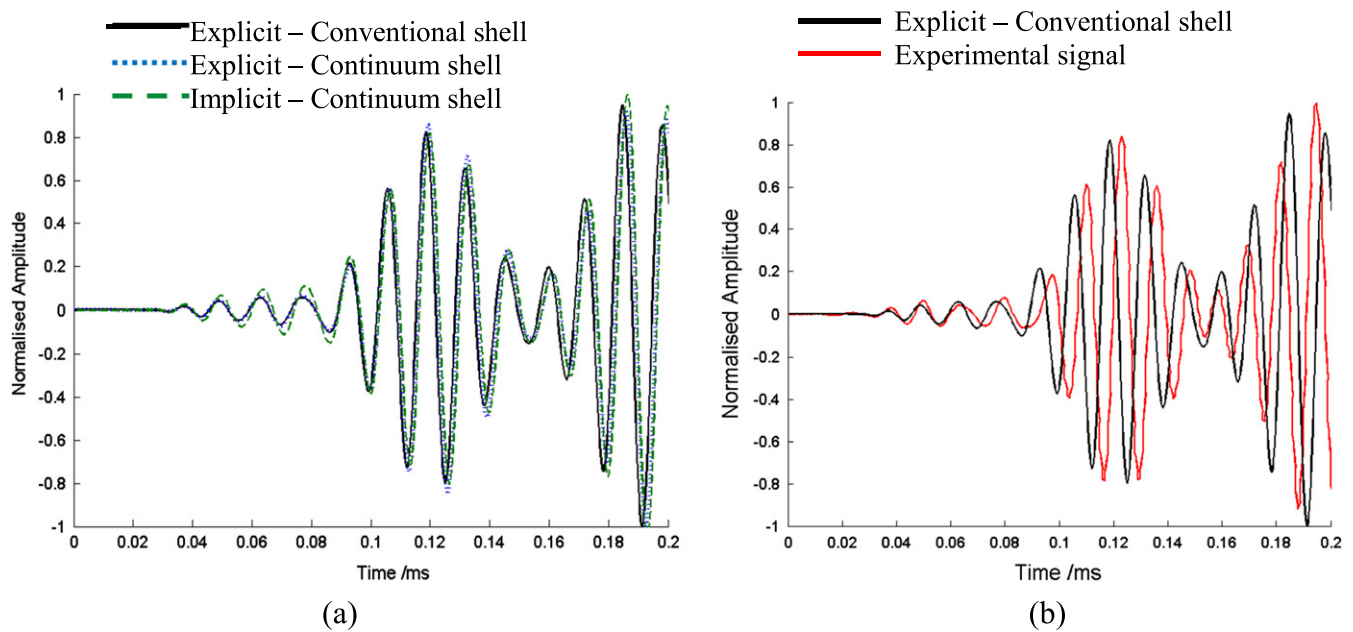 Explicit – Conventional shell
Explicit – Continuum shell
Implicit – Continuum shell
1
0.8
0.6
0.4
0.2
0
-0.2
-0.4
-0.6
-0.8
-1
Normalised Amplitude
0 0.02 0.04 0.06 0.08 0.1 0.12 0.14 0.16 0.18 0.2
Time /ms
(a)
Explicit – Conventional shell
Experimental signal
1
0.8
0.6
0.4
0.2
0
-0.2
-0.4
-0.6
-0.8
-1
Normalised Amplitude
0 0.02 0.04 0.06 0.08 0.1 0.12 0.14 0.16 0.18 0.2
Time /ms
(b)